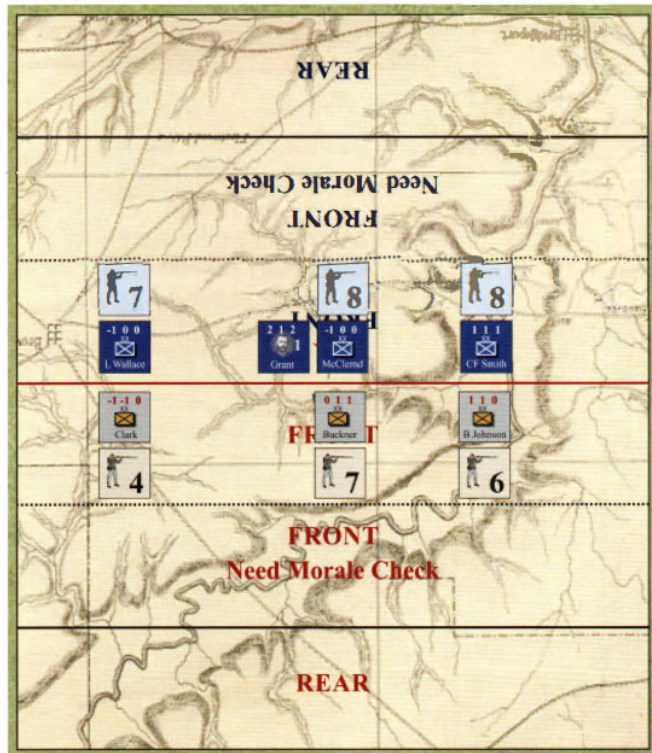 REAR
Need Morale Check
FRONT
7 8 8
-1 0 0 2 1 2 -1 0 0 1 1 1
1
L Wallace Grant McClernd CF Smith
-1 -1 0 0 1 1 1 1 0
Clark Buckner B Johnson
4 7 6
FRONT
Need Morale Check
REAR